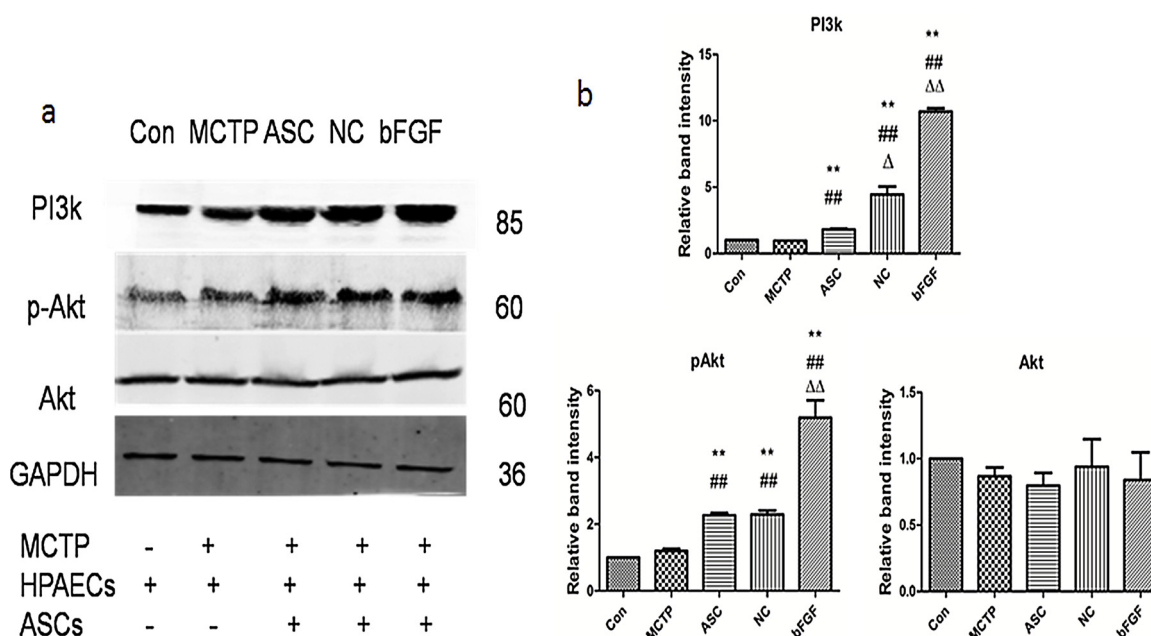 a
Con MCTP ASC NC bFGF
PI3k 85
p-Akt 60
Akt 60
GAPDH 36
MCTP - + + + +
HPAECs + + + + +
ASCs - - + + +
b
PI3k
Relative band intensity
15
10
5
0
**
##
**
##
Δ
**
##
ΔΔ
Con MCTP ASC NC bFGF
pAkt
Relative band intensity
6
4
2
0
**
##
**
##
**
##
ΔΔ
Con MCTP ASC NC bFGF
Akt
Relative band intensity
1.5
1.0
0.5
0.0
Con MCTP ASC NC bFGF